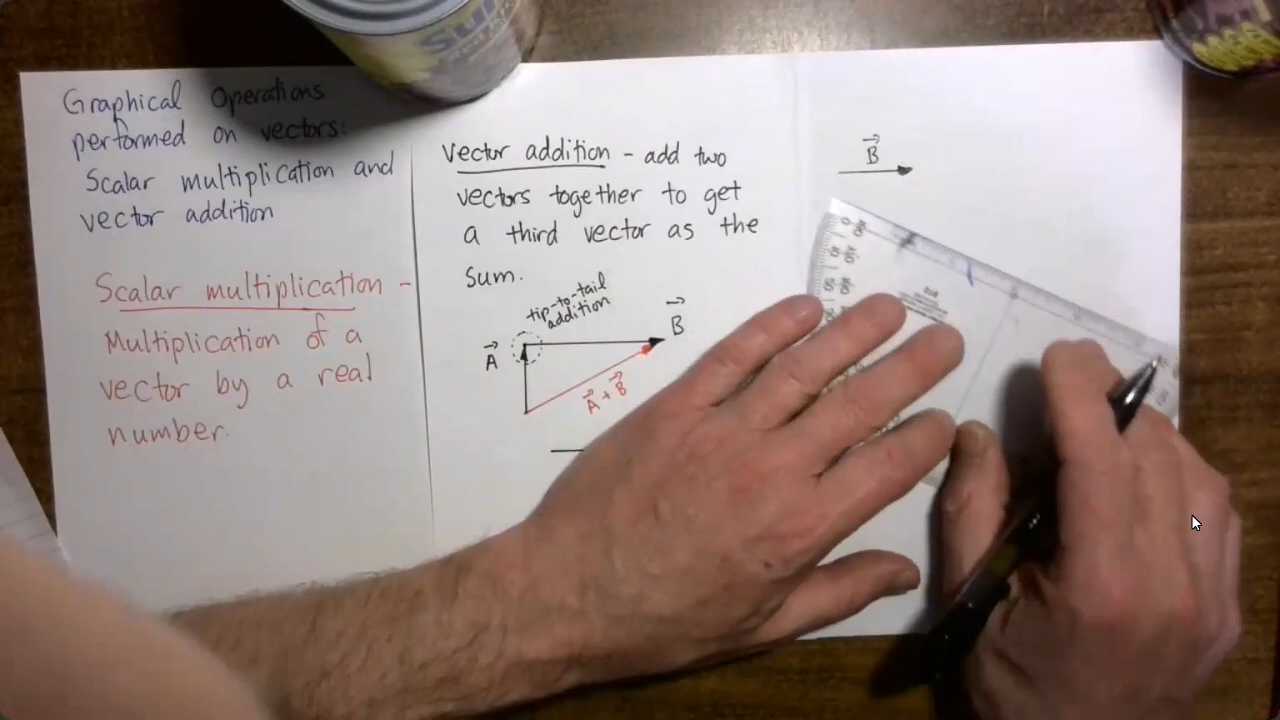 Graphical Operations
performed on vectors:
Scalar multiplication and
vector addition
Scalar multiplication -
Multiplication of a
vector by a real
number.
vector addition - add two
vectors together to get
a third vector as the
Sum.
tip-to-tail
addition
A
B
A + B
B